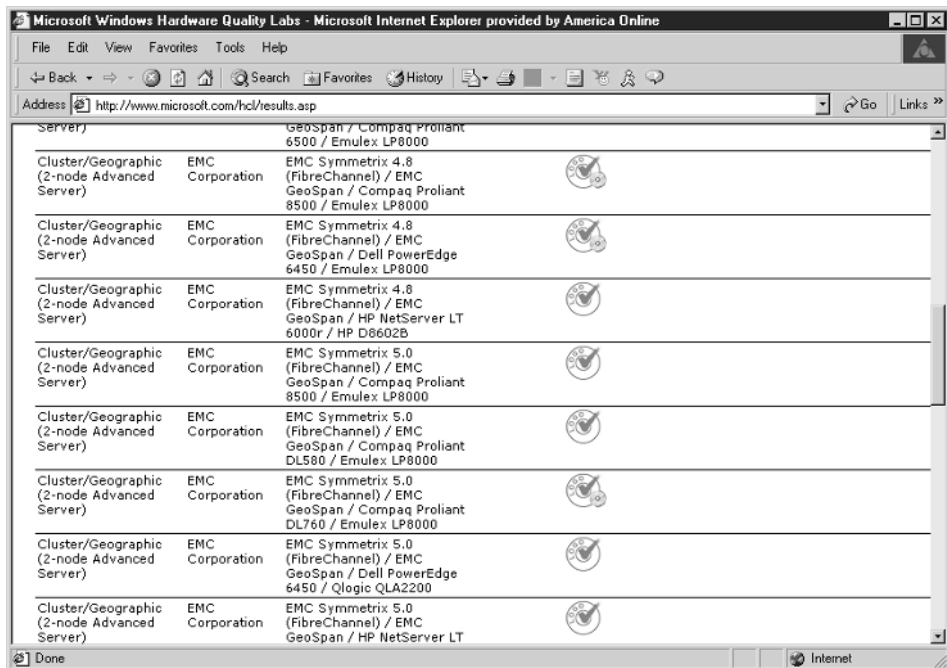 Microsoft Windows Hardware Quality Labs - Microsoft Internet Explorer provided by America Online
File Edit View Favorites Tools Help
Back Search Favorites History
Address http://www.microsoft.com/hcl/results.asp Go Links »
Server) GeoSpan / Compaq Proliant
6500 / Emulex LP8000
Cluster/Geographic EMC EMC Symmetrix 4.8
(2-node Advanced Corporation (FibreChannel) / EMC
Server) GeoSpan / Compaq Proliant
8500 / Emulex LP8000
Cluster/Geographic EMC EMC Symmetrix 4.8
(2-node Advanced Corporation (FibreChannel) / EMC
Server) GeoSpan / Dell PowerEdge
6450 / Emulex LP8000
Cluster/Geographic EMC EMC Symmetrix 4.8
(2-node Advanced Corporation (FibreChannel) / EMC
Server) GeoSpan / HP NetServer LT
6000r / HP D8602B
Cluster/Geographic EMC EMC Symmetrix 5.0
(2-node Advanced Corporation (FibreChannel) / EMC
Server) GeoSpan / Compaq Proliant
8500 / Emulex LP8000
Cluster/Geographic EMC EMC Symmetrix 5.0
(2-node Advanced Corporation (FibreChannel) / EMC
Server) GeoSpan / Compaq Proliant
DL580 / Emulex LP8000
Cluster/Geographic EMC EMC Symmetrix 5.0
(2-node Advanced Corporation (FibreChannel) / EMC
Server) GeoSpan / Compaq Proliant
DL760 / Emulex LP8000
Cluster/Geographic EMC EMC Symmetrix 5.0
(2-node Advanced Corporation (FibreChannel) / EMC
Server) GeoSpan / Dell PowerEdge
6450 / Qlogic QLA2200
Cluster/Geographic EMC EMC Symmetrix 5.0
(2-node Advanced Corporation (FibreChannel) / EMC
Server) GeoSpan / HP NetServer LT
Done Internet